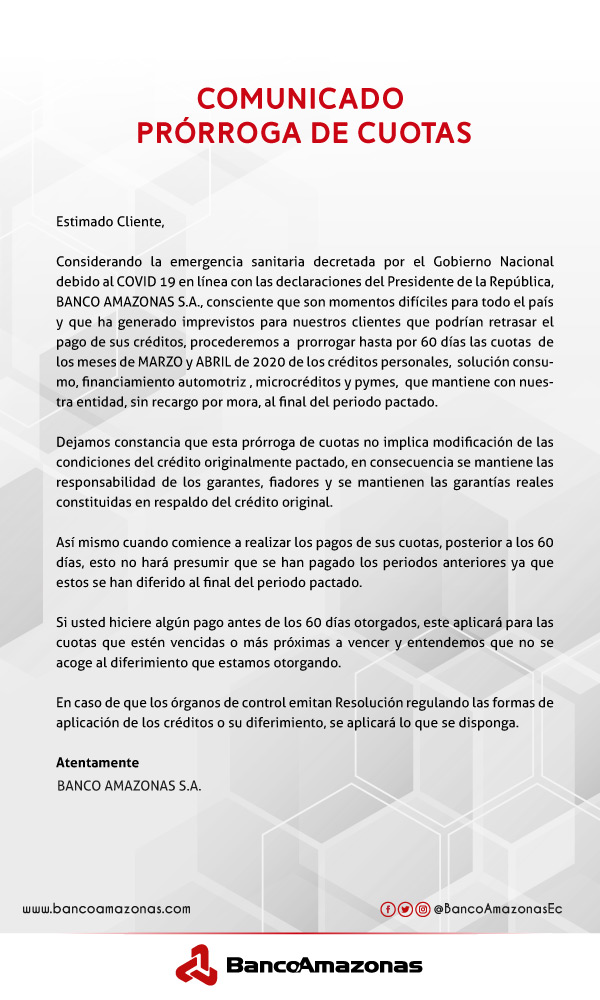 COMUNICADO
PRÓRROGA DE CUOTAS
Estimado Cliente,
Considerando la emergencia sanitaria decretada por el Gobierno Nacional
debido al COVID 19 en línea con las declaraciones del Presidente de la República,
BANCO AMAZONAS S.A., consciente que son momentos difíciles para todo el país
y que ha generado imprevistos para nuestros clientes que podrían retrasar el
pago de sus créditos, procederemos a prorrogar hasta por 60 días las cuotas de
los meses de MARZO y ABRIL de 2020 de los créditos personales, solución consu-
mo, financiamiento automotriz , microcréditos y pymes, que mantiene con nues-
tra entidad, sin recargo por mora, al final del periodo pactado.
Dejamos constancia que esta prórroga de cuotas no implica modificación de las
condiciones del crédito originalmente pactado, en consecuencia se mantiene las
responsabilidad de los garantes, fiadores y se mantienen las garantías reales
constituidas en respaldo del crédito original.
Así mismo cuando comience a realizar los pagos de sus cuotas, posterior a los 60
días, esto no hará presumir que se han pagado los periodos anteriores ya que
estos se han diferido al final del periodo pactado.
Si usted hiciere algún pago antes de los 60 días otorgados, este aplicará para las
cuotas que estén vencidas o más próximas a vencer y entendemos que no se
acoge al diferimiento que estamos otorgando.
En caso de que los órganos de control emitan Resolución regulando las formas de
aplicación de los créditos o su diferimiento, se aplicará lo que se disponga.
Atentamente
BANCO AMAZONAS S.A.
www.bancoamazonas.com
@BancoAmazonasEc
BancoAmazonas